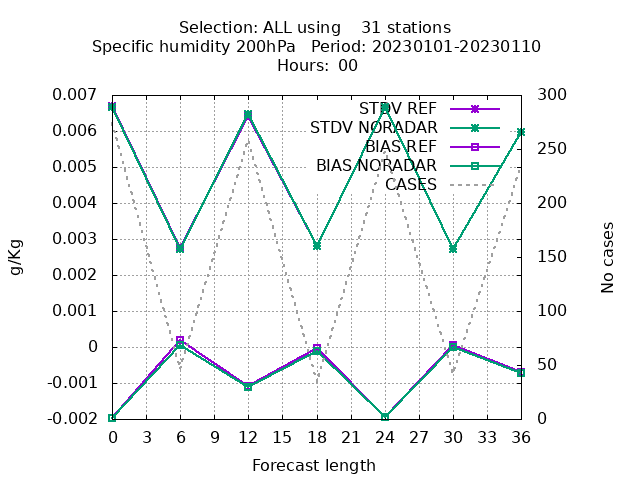 Selection: ALL using    31 stations
Specific humidity 200hPa   Period: 20230101-20230110
Hours: 00
0.007
0.006
0.005
0.004
0.003
0.002
0.001
0
-0.001
-0.002
g/Kg
STDV REF
STDV NORADAR
BIAS REF
BIAS NORADAR
CASES
300
250
200
150
100
50
0
No cases
0 3 6 9 12 15 18 21 24 27 30 33 36
Forecast length